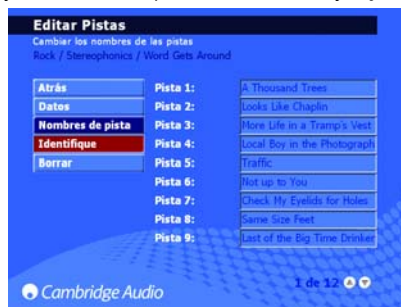 Editar Pistas
Cambiar los nombres de las pistas
Rock / Stereophonics / Word Gets Around
Atrás
Datos
Nombres de pista
Identifique
Borrar
Pista 1: A Thousand Trees
Pista 2: Looks Like Chaplin
Pista 3: More Life in a Tramp's Vest
Pista 4: Local Boy in the Photograph
Pista 5: Traffic
Pista 6: Not up to You
Pista 7: Check My Eyelids for Holes
Pista 8: Same Size Feet
Pista 9: Last of the Big Time Drinker
1 de 12
Cambridge Audio